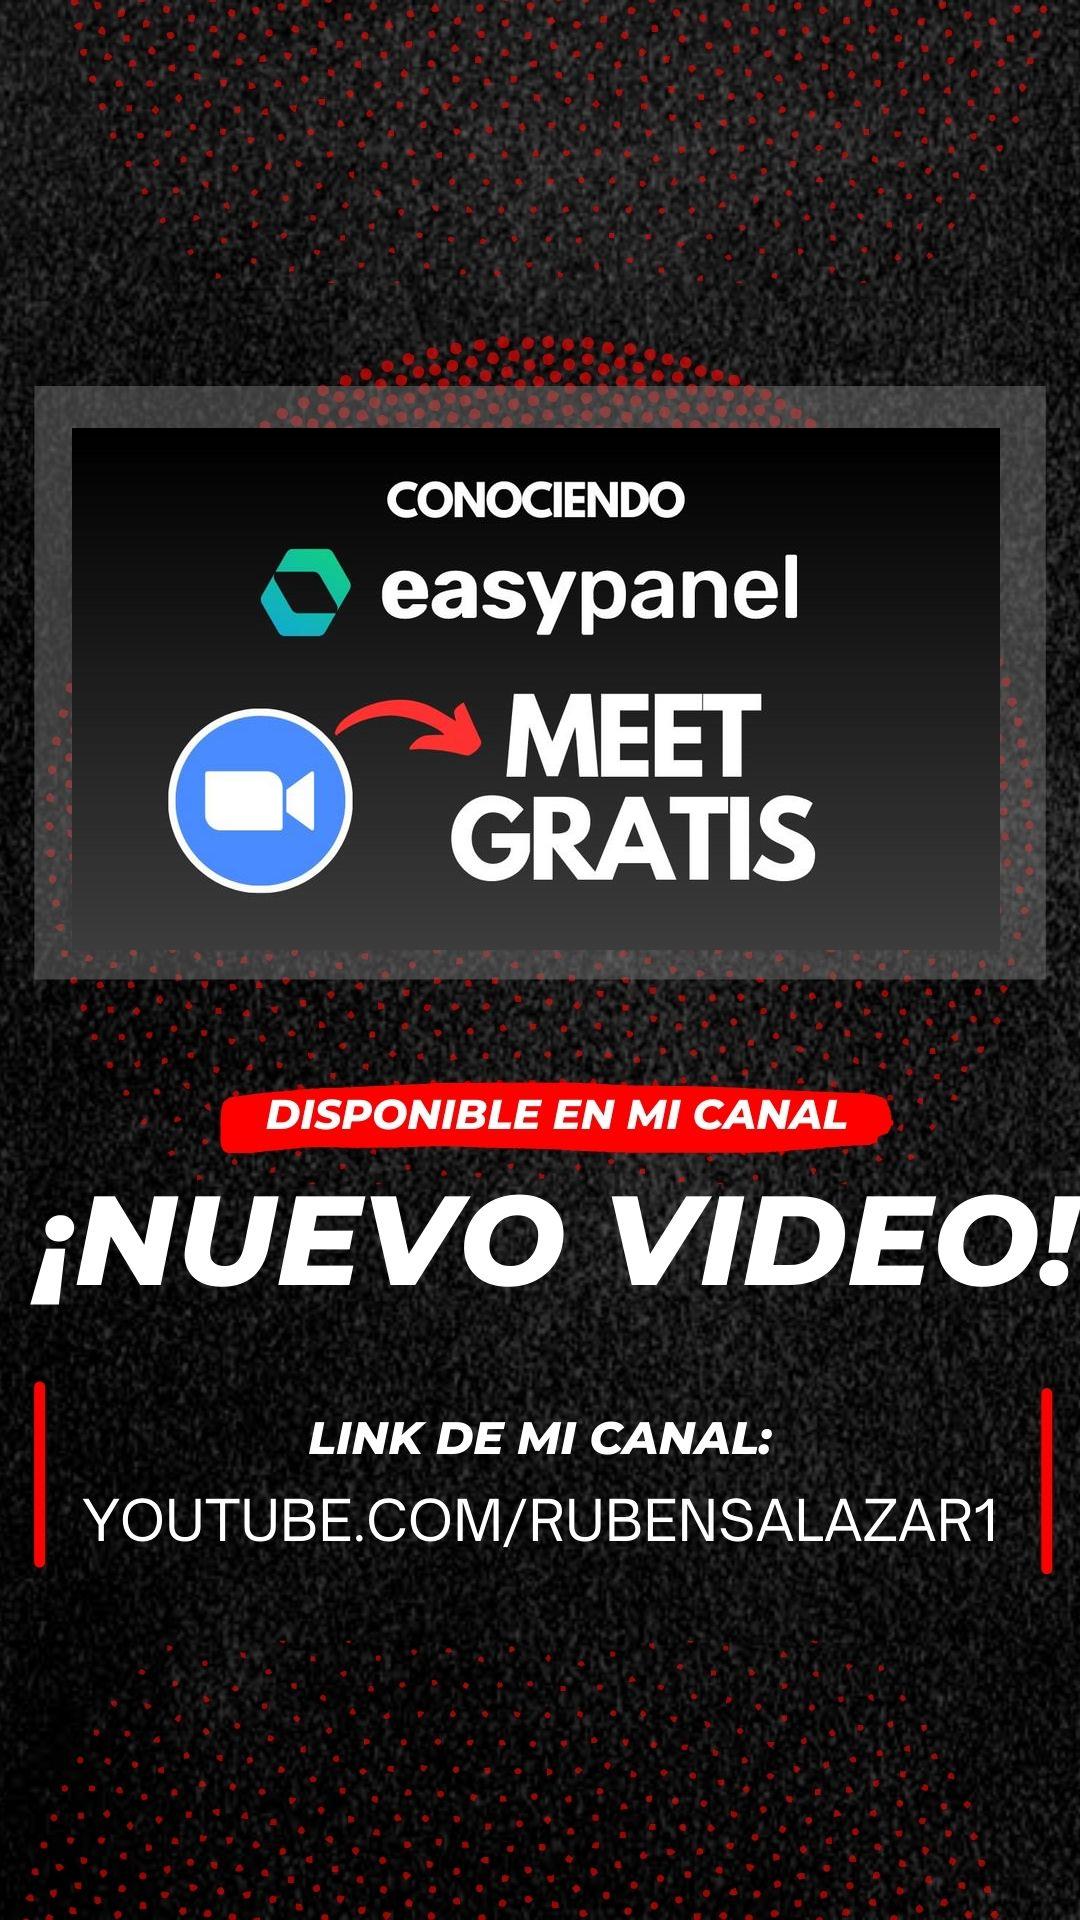 CONOCIENDO
easypanel
MEET
GRATIS
DISPONIBLE EN MI CANAL
¡NUEVO VIDEO!
LINK DE MI CANAL:
YOUTUBE.COM/RUBENSALAZAR1